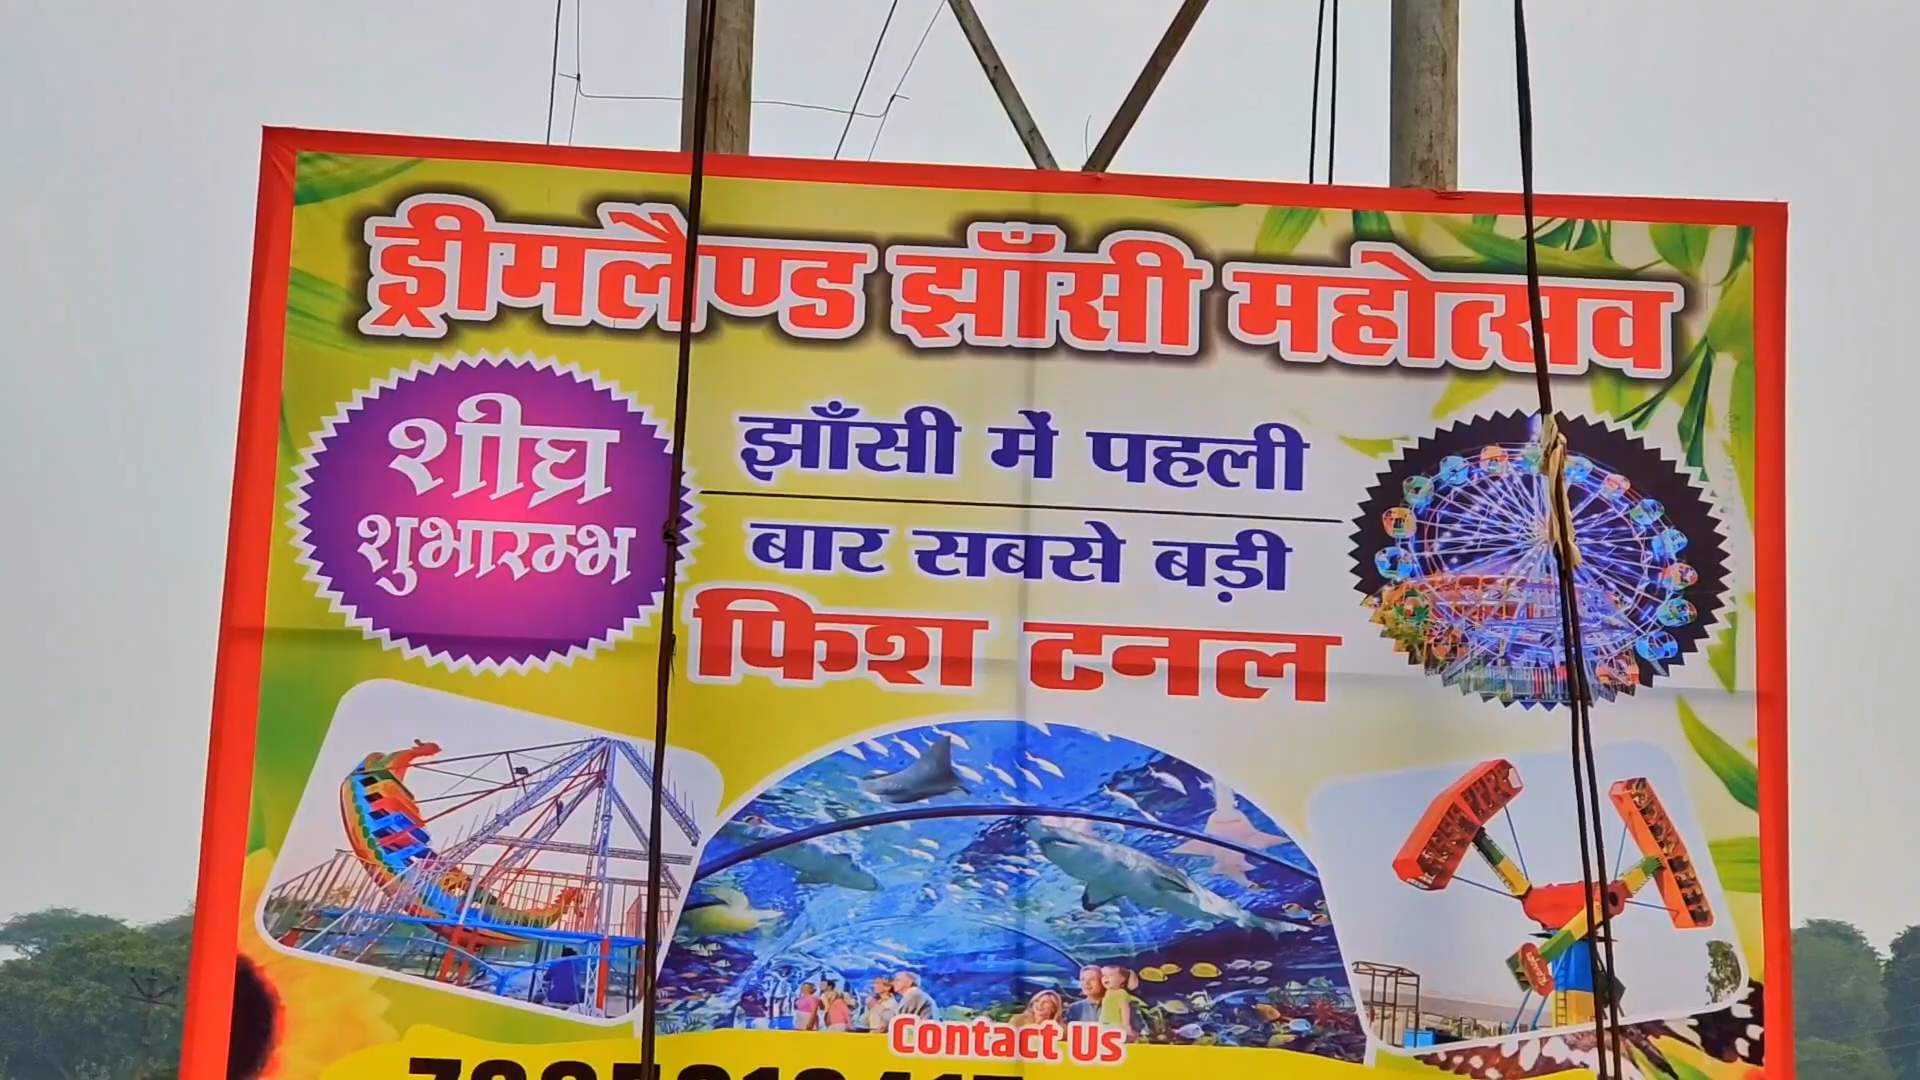 ड्रीमलैण्ड झाँसी महोत्सव
शीघ्र
शुभारम्भ
झाँसी में पहली
बार सबसे बड़ी
फिश टनल
Contact Us